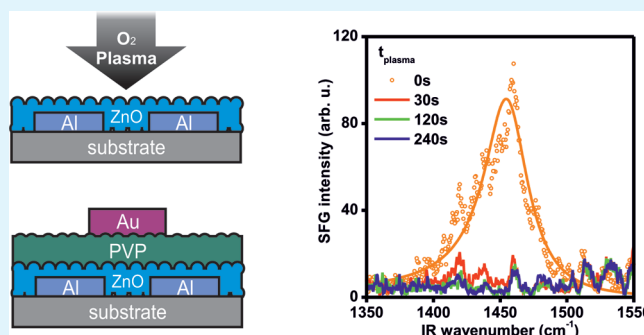 O2
Plasma
ZnO
Al
Al
substrate
Au
PVP
ZnO
Al
Al
substrate
120
80
40
0
SFG intensity (arb. u.)
tplasma
0s
30s
120s
240s
1350
1400
1450
1500
155
IR wavenumber (cm-1)